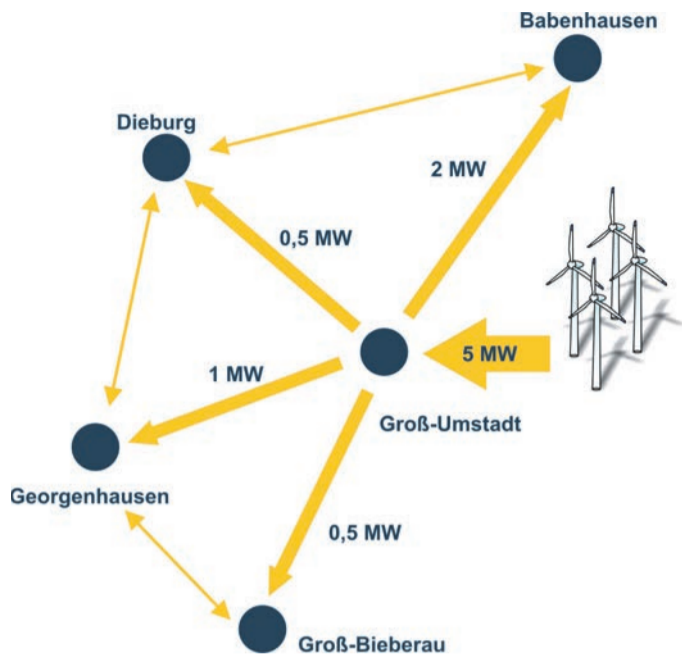 Babenhausen
Dieburg
2 MW
0,5 MW
5 MW
1 MW
Groß-Umstadt
Georgenhausen
0,5 MW
Groß-Bieberau